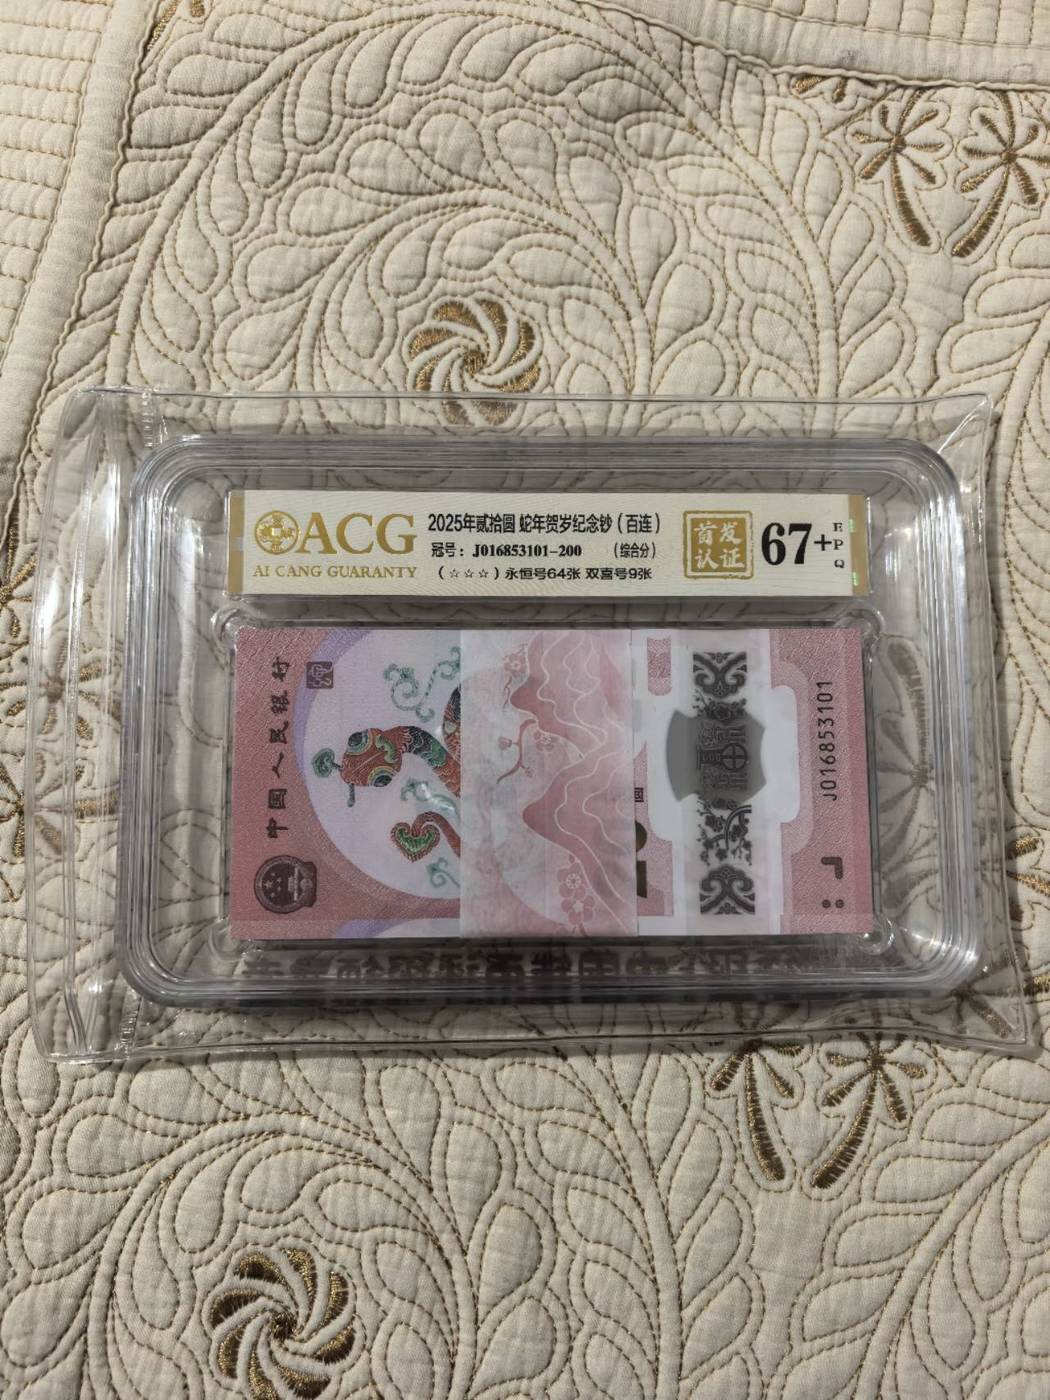 ACG
AI CANG GUARANTY
2025年贰拾圆 蛇年贺岁纪念钞(百连)
冠号:J016853101-200 (综合分)
(☆☆☆)永恒号64张 双喜号9张
首发
认证
67+
EPQ
中国人民银行
J016853101